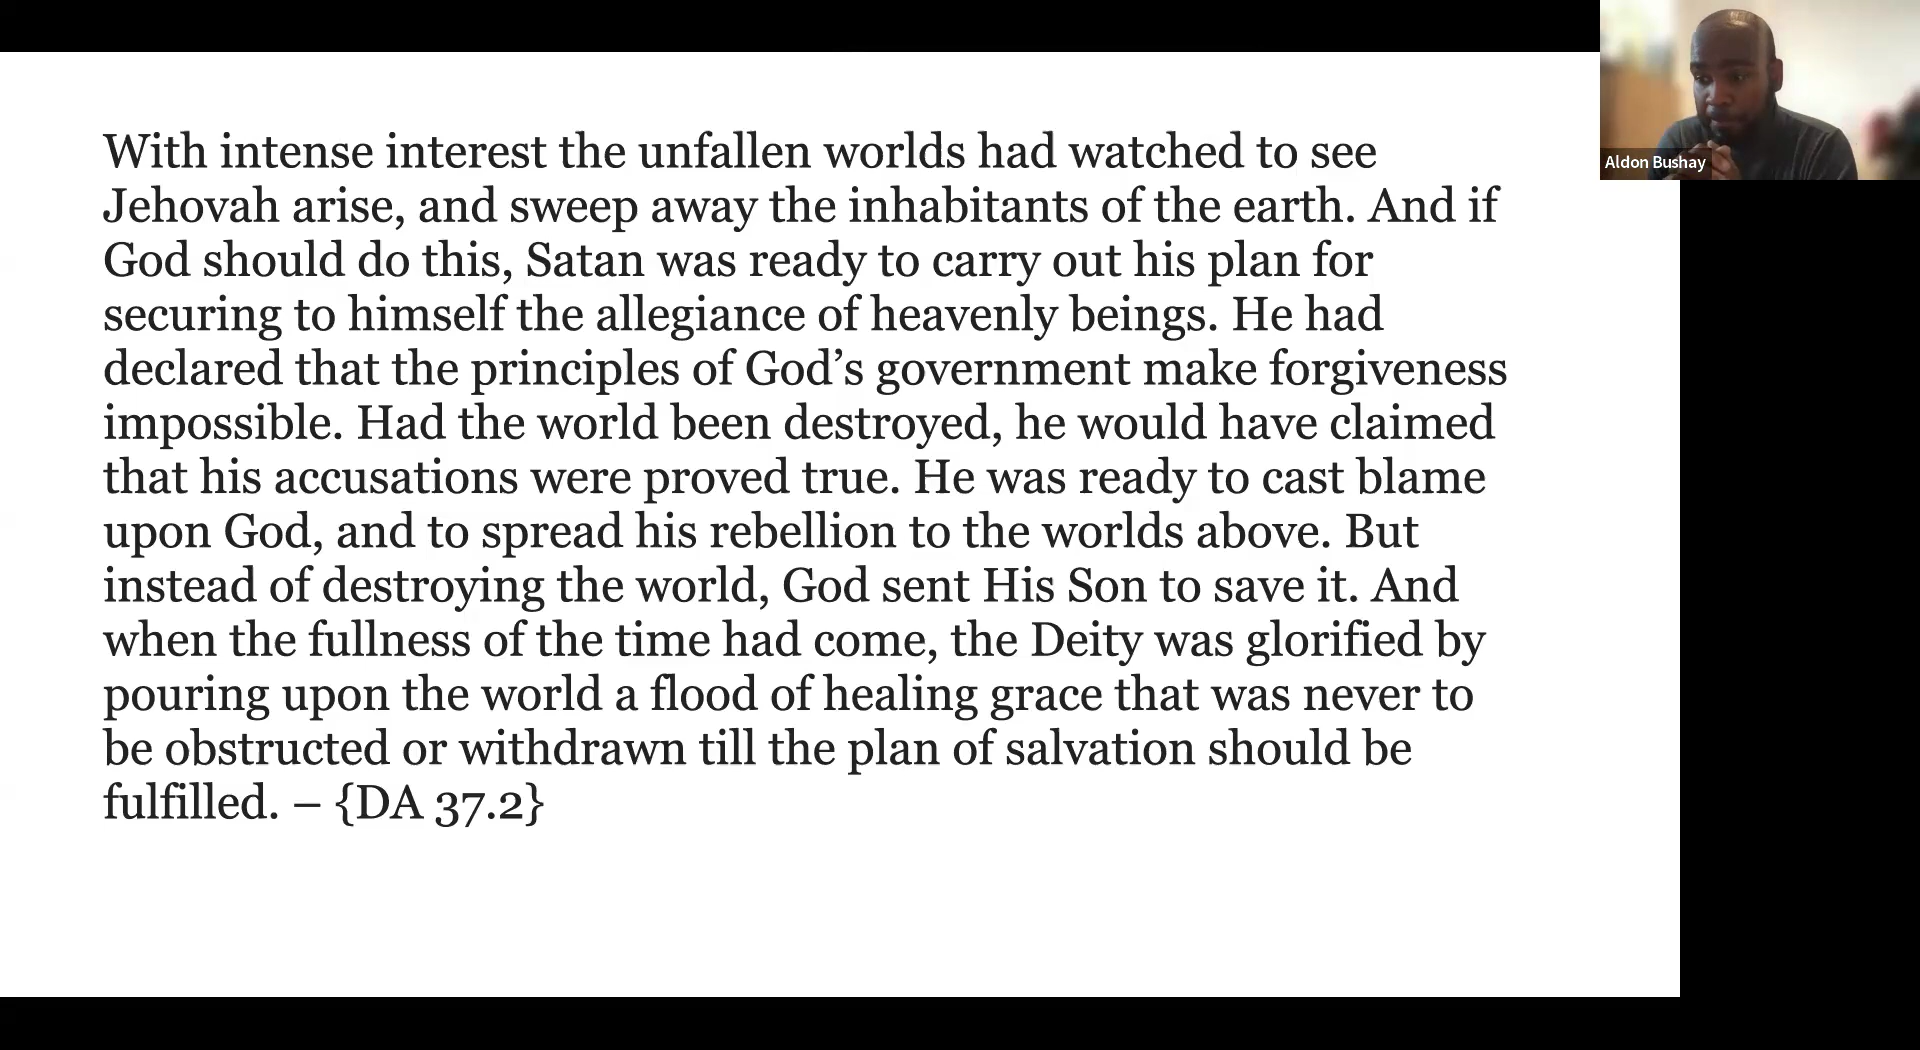 With intense interest the unfallen worlds had watched to see
Jehovah arise, and sweep away the inhabitants of the earth. And if
God should do this, Satan was ready to carry out his plan for
securing to himself the allegiance of heavenly beings. He had
declared that the principles of God’s government make forgiveness
impossible. Had the world been destroyed, he would have claimed
that his accusations were proved true. He was ready to cast blame
upon God, and to spread his rebellion to the worlds above. But
instead of destroying the world, God sent His Son to save it. And
when the fullness of the time had come, the Deity was glorified by
pouring upon the world a flood of healing grace that was never to
be obstructed or withdrawn till the plan of salvation should be
fulfilled. – {DA 37.2}
Aldon Bushay